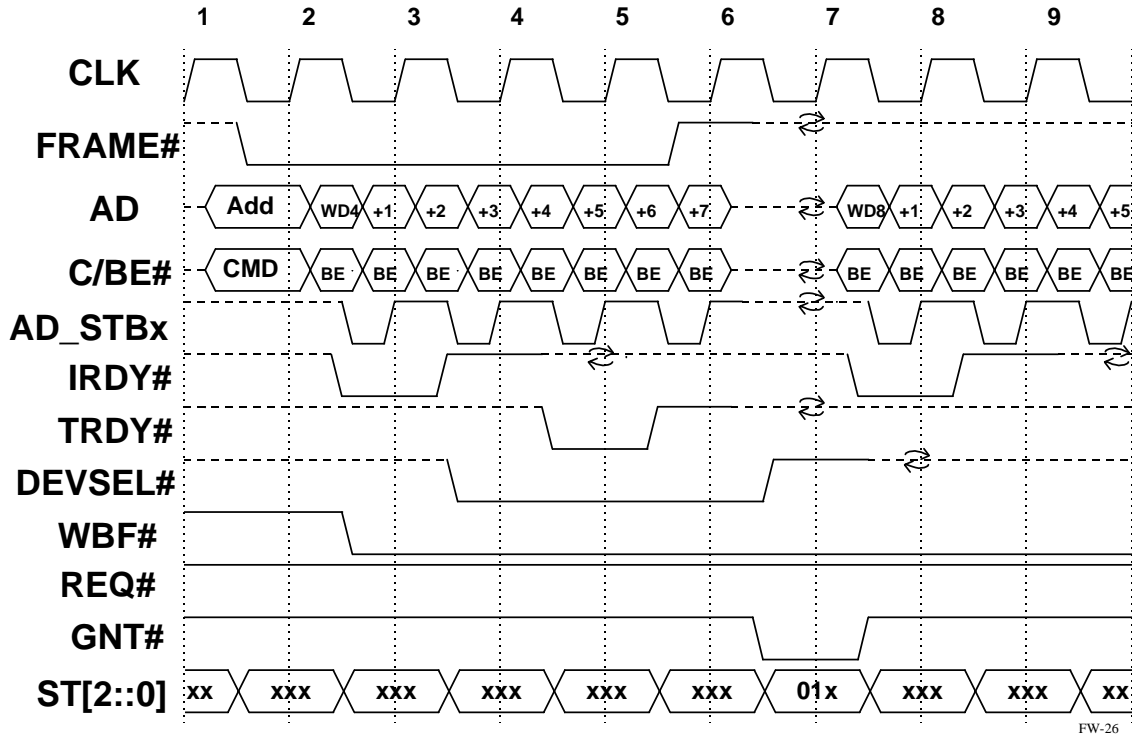 1 2 3 4 5 6 7 8 9
CLK
FRAME#
AD Add WD4 +1 +2 +3 +4 +5 +6 +7 WD8 +1 +2 +3 +4 +5
C/BE# CMD BE BE BE BE BE BE BE BE BE BE BE BE BE BE
AD_STBx
IRDY#
TRDY#
DEVSEL#
WBF#
REQ#
GNT#
ST[2::0] xx xxx xxx xxx xxx xxx 01x xxx xxx xx
FW-26